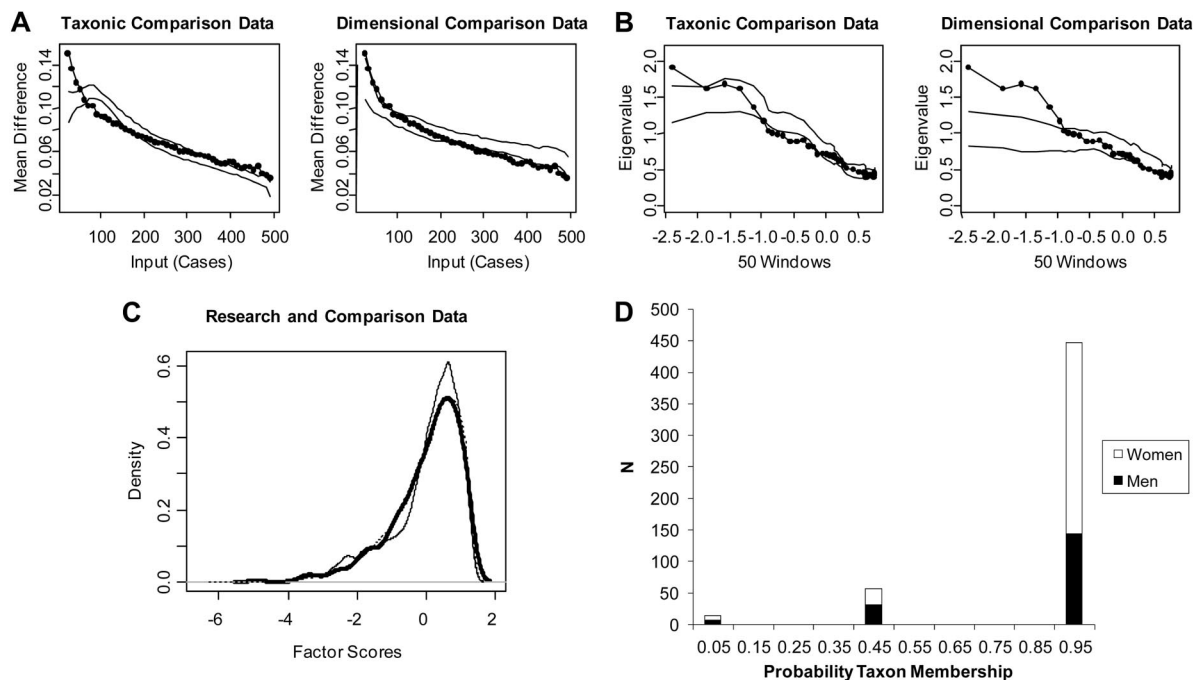 A
Taxonic Comparison Data
Mean Difference
0.02 0.06 0.10 0.14
100 200 300 400 500
Input (Cases)
Dimensional Comparison Data
Mean Difference
0.02 0.06 0.10 0.14
100 200 300 400 500
Input (Cases)
B
Taxonic Comparison Data
Eigenvalue
0.0 0.5 1.0 1.5 2.0
-2.5 -2.0 -1.5 -1.0 -0.5 0.0 0.5
50 Windows
Dimensional Comparison Data
Eigenvalue
0.0 0.5 1.0 1.5 2.0
-2.5 -2.0 -1.5 -1.0 -0.5 0.0 0.5
50 Windows
C
Research and Comparison Data
Density
0.0 0.2 0.4 0.6
-6 -4 -2 0 2
Factor Scores
D
N
500
450
400
350
300
250
200
150
100
50
0
0.05 0.15 0.25 0.35 0.45 0.55 0.65 0.75 0.85 0.95
Probability Taxon Membership
Women
Men